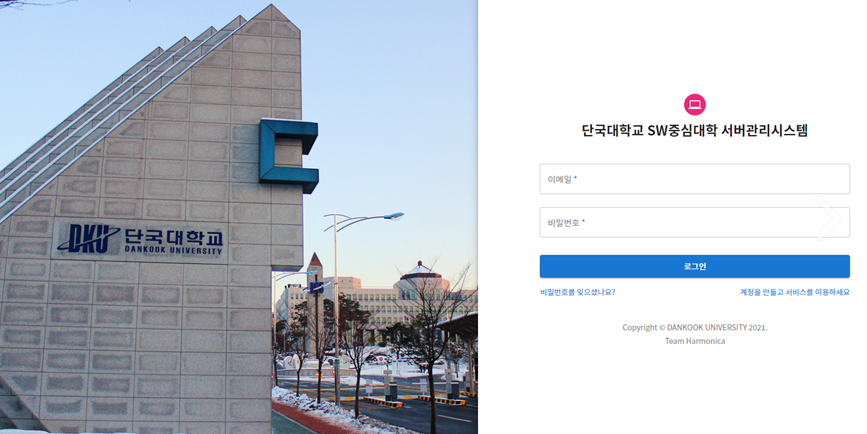 DKU 단국대학교
DANKOOK UNIVERSITY
단국대학교 SW중심대학 서버관리시스템
이메일 *
비밀번호 *
로그인
비밀번호를 잊으셨나요?
계정을 만들고 서비스를 이용하세요
Copyright © DANKOOK UNIVERSITY 2021.
Team Harmonica